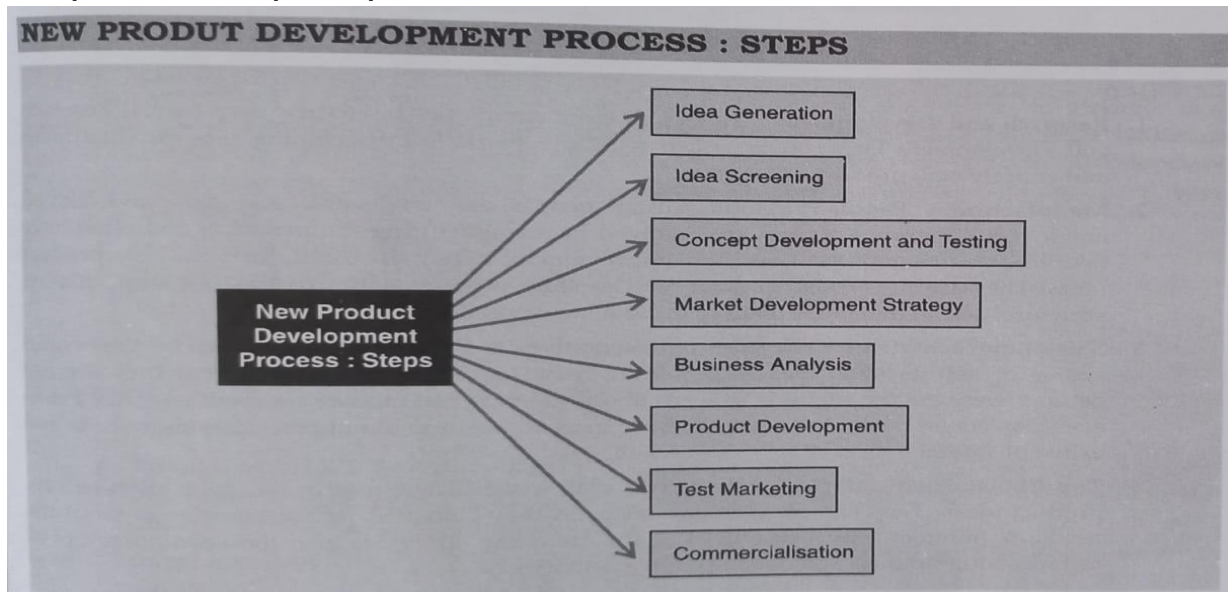 NEW PRODUT DEVELOPMENT PROCESS : STEPS
Idea Generation
Idea Screening
Concept Development and Testing
Market Development Strategy
New Product
Development
Process : Steps
Business Analysis
Product Development
Test Marketing
Commercialisation